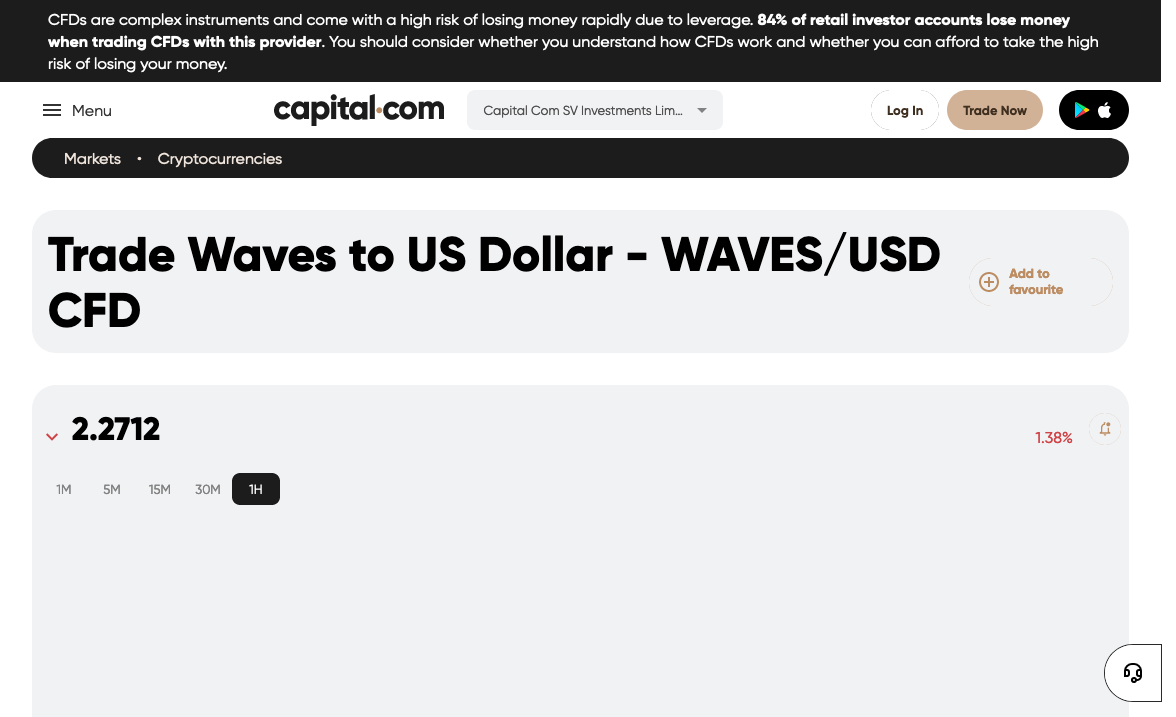 CFDs are complex instruments and come with a high risk of losing money rapidly due to leverage. 84% of retail investor accounts lose money
when trading CFDs with this provider. You should consider whether you understand how CFDs work and whether you can afford to take the high
risk of losing your money.
Menu
capital.com
Capital Com SV Investments Lim...
Log In
Trade Now
Markets • Cryptocurrencies
Trade Waves to US Dollar - WAVES/USD
CFD
Add to
favourite
2.2712
1.38%
1M 5M 15M 30M 1H